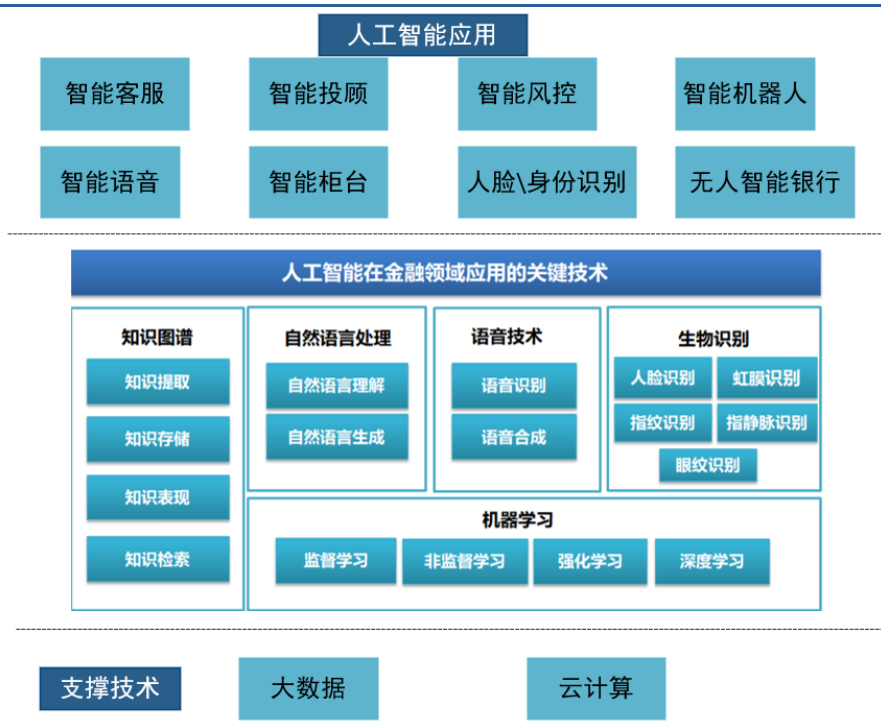 人工智能应用
智能客服
智能投顾
智能风控
智能机器人
智能语音
智能柜台
人脸\身份识别
无人智能银行
人工智能在金融领域应用的关键技术
知识图谱
知识提取
知识存储
知识表现
知识检索
自然语言处理
自然语言理解
自然语言生成
语音技术
语音识别
语音合成
生物识别
人脸识别
虹膜识别
指纹识别
指静脉识别
眼纹识别
机器学习
监督学习
非监督学习
强化学习
深度学习
支撑技术
大数据
云计算